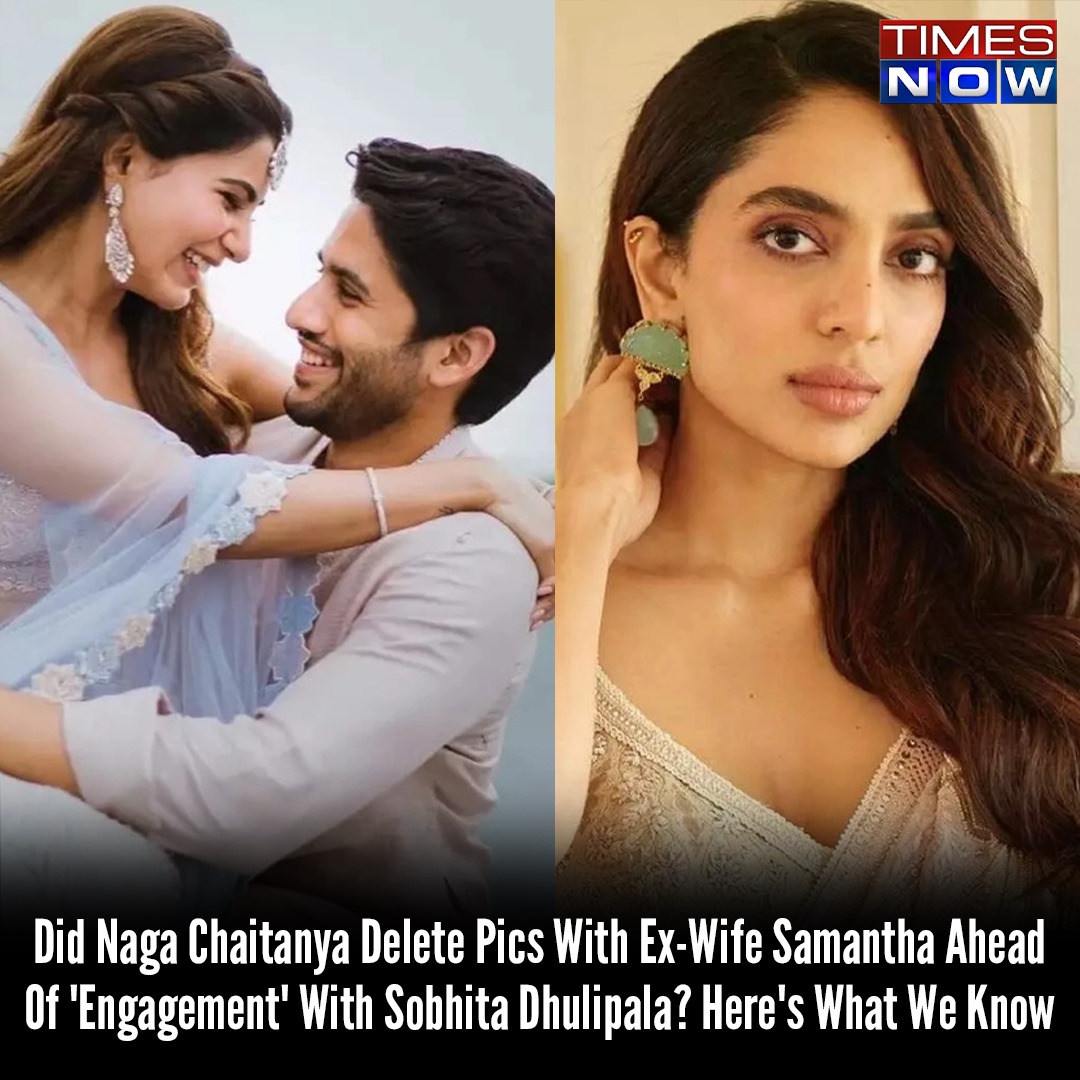 TIMES
NOW
Did Naga Chaitanya Delete Pics With Ex-Wife Samantha Ahead
Of 'Engagement' With Sobhita Dhulipala? Here's What We Know